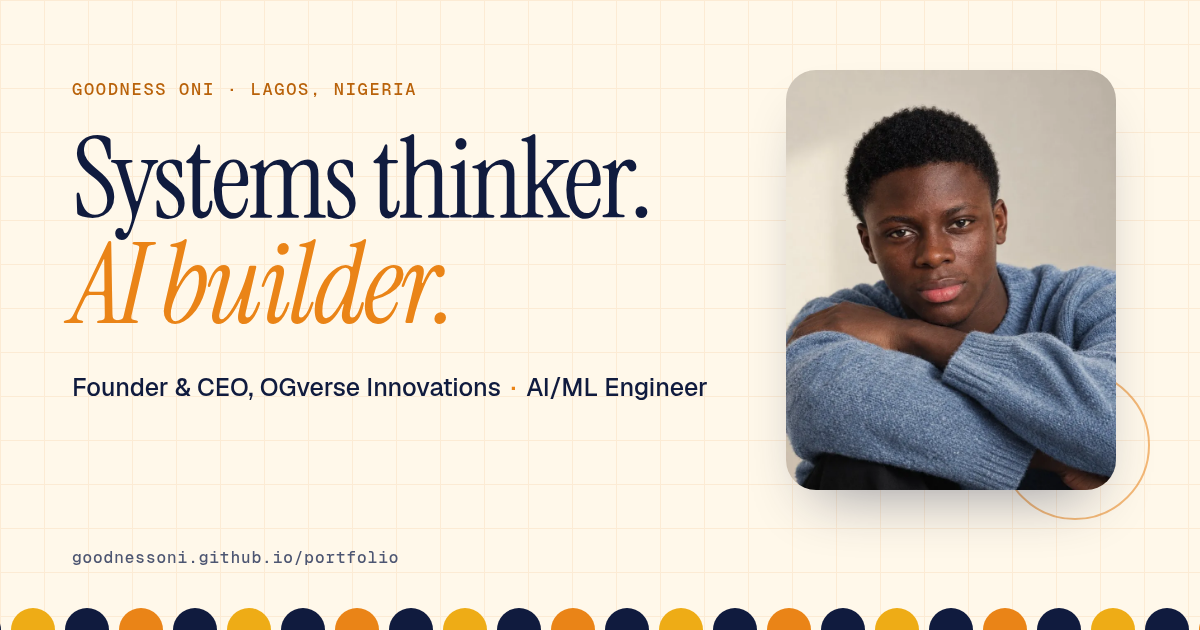 GOODNESS ONI · LAGOS, NIGERIA
Systems thinker.
AI builder.
Founder & CEO, OGverse Innovations · AI/ML Engineer
goodnessoni.github.io/portfolio